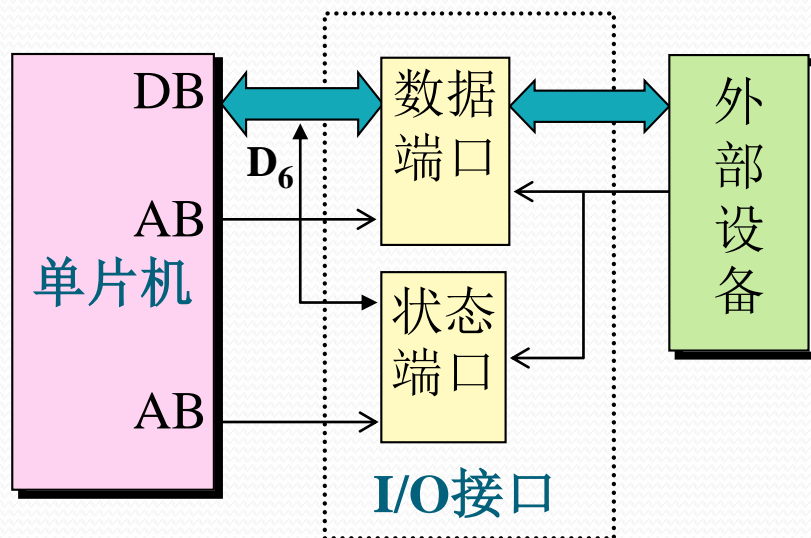 DB
D6
AB
单片机
AB
数据
端口
状态
端口
I/O接口
外
部
设
备